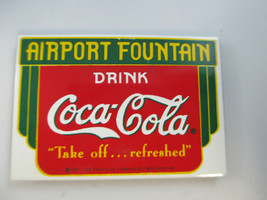 AIRPORT FOUNTAIN
DRINK
Coca-Cola®
"Take off...refreshed"